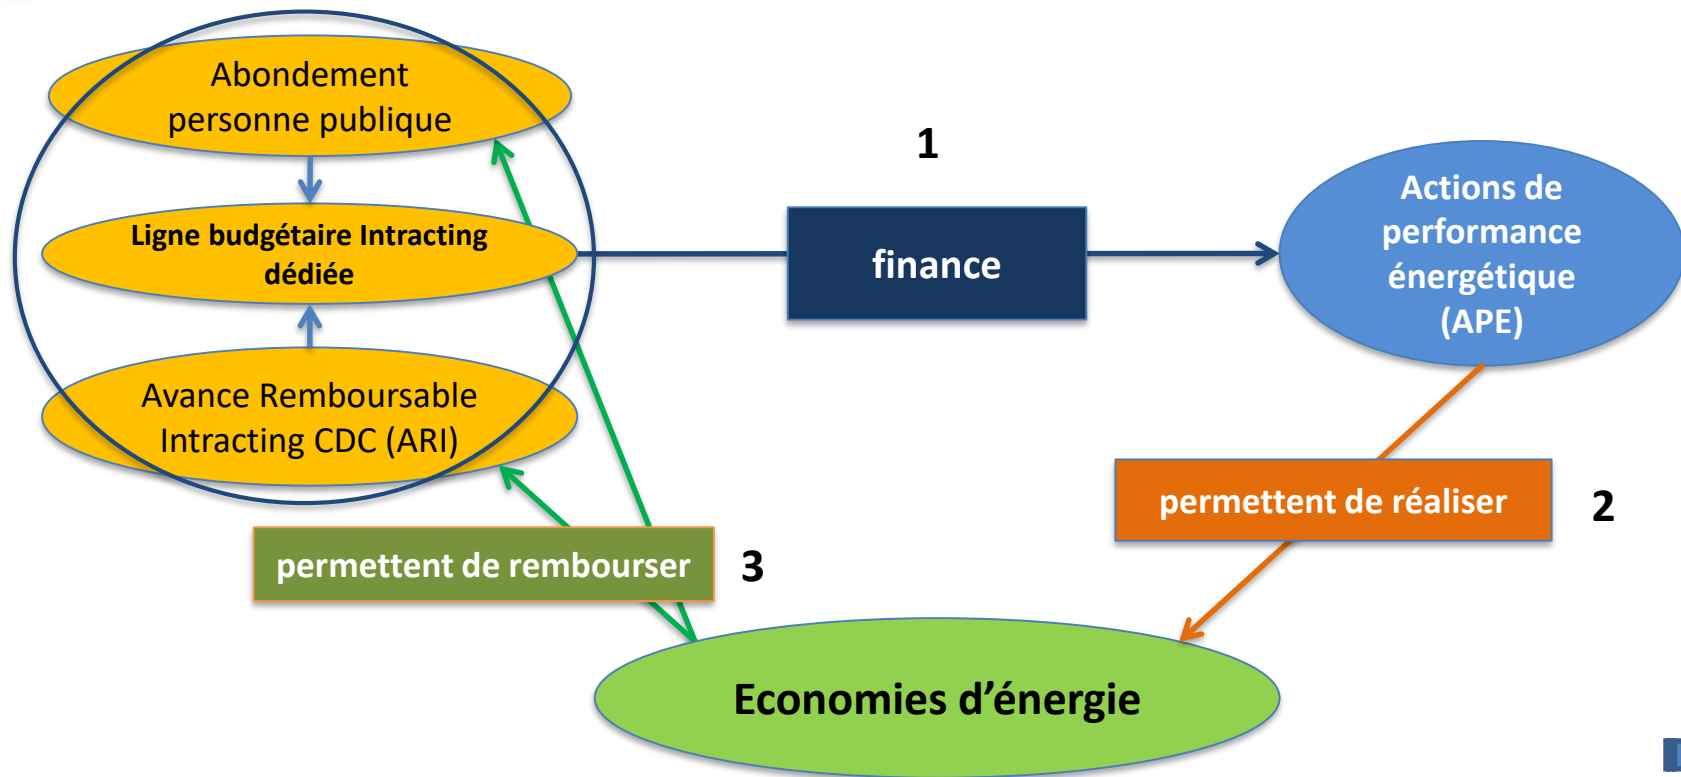 Abondement
personne publique
Ligne budgétaire Intracting
dédiée
Avance Remboursable
Intracting CDC (ARI)
1
finance
Actions de
performance
énergétique
(APE)
permettent de réaliser
2
permettent de rembourser
3
Economies d’énergie